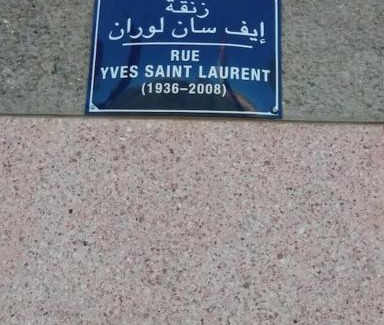 زنقة
إيف سان لوران
RUE
YVES SAINT LAURENT
(1936–2008)